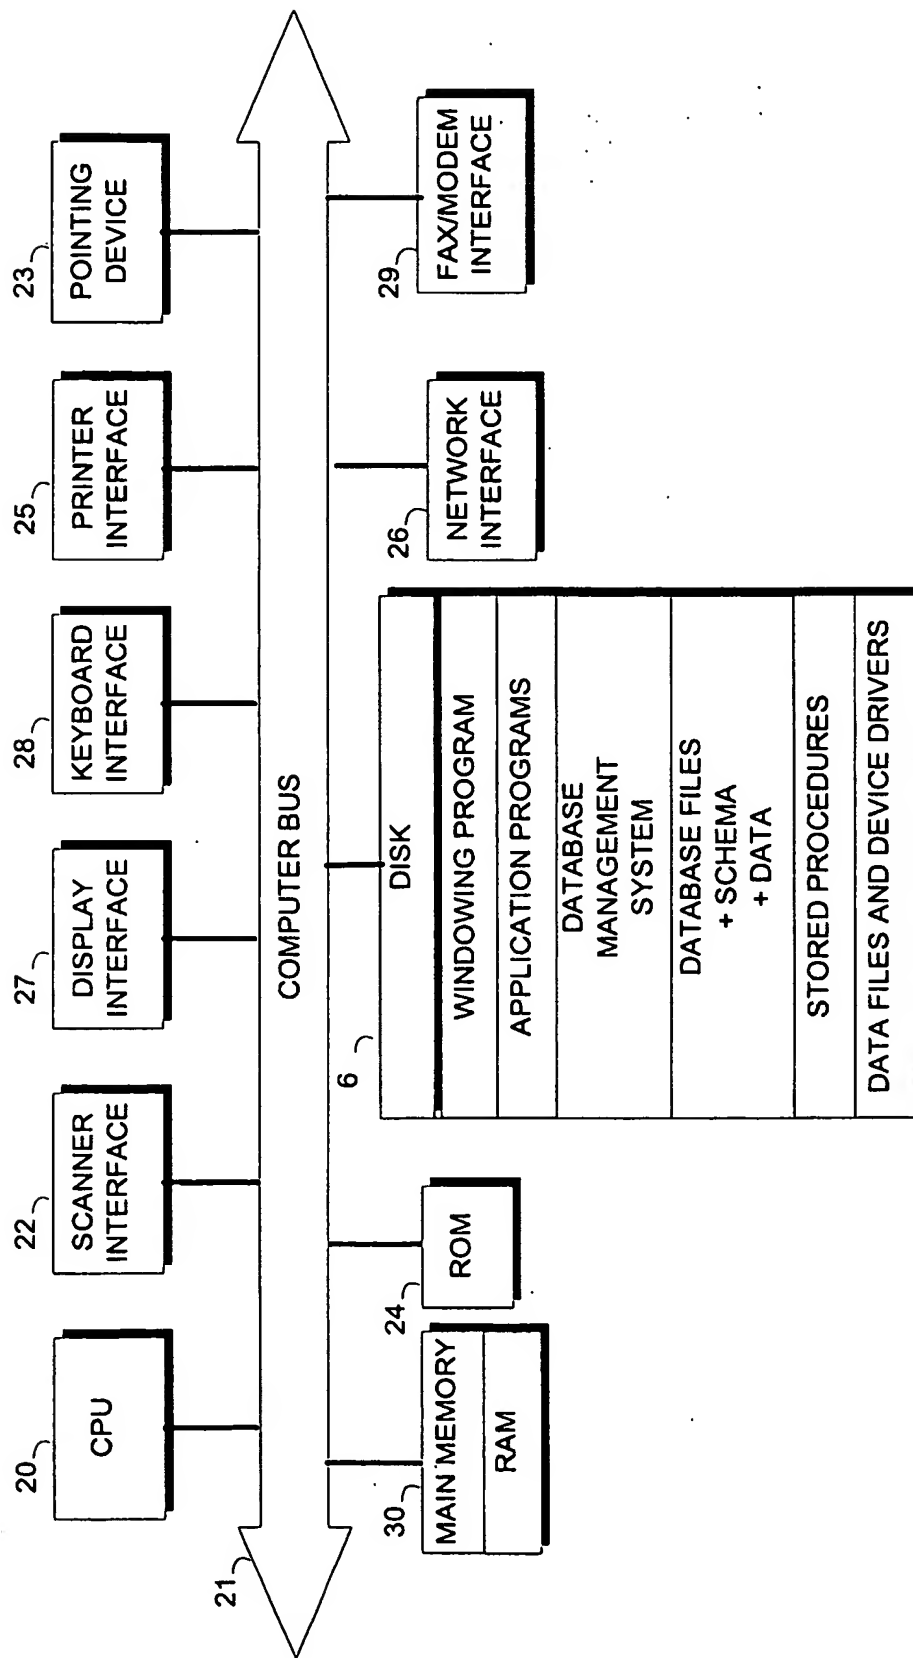 20
CPU
22
SCANNER
INTERFACE
27
DISPLAY
INTERFACE
28
KEYBOARD
INTERFACE
25
PRINTER
INTERFACE
23
POINTING
DEVICE
21
COMPUTER BUS
30
MAIN MEMORY
RAM
24
ROM
6
DISK
WINDOWING PROGRAM
APPLICATION PROGRAMS
DATABASE
MANAGEMENT
SYSTEM
DATABASE FILES
+ SCHEMA
+ DATA
STORED PROCEDURES
DATA FILES AND DEVICE DRIVERS
26
NETWORK
INTERFACE
29
FAX/MODEM
INTERFACE